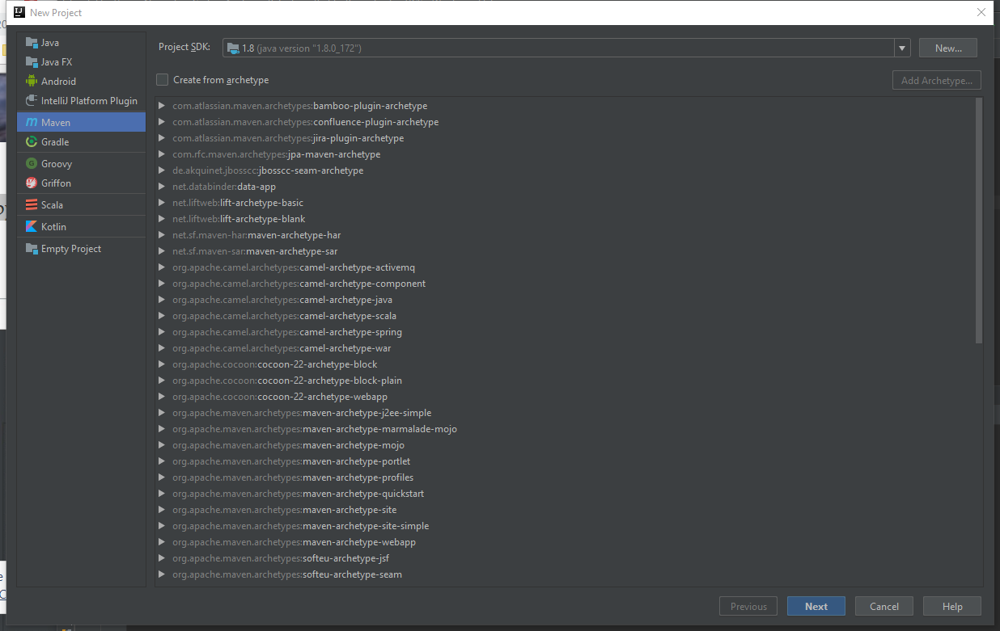 New Project
Java
Java FX
Android
IntelliJ Platform Plugin
Maven
Gradle
Groovy
Griffon
Scala
Kotlin
Empty Project
Project SDK: 1.8 (java version "1.8.0_172") New...
Create from archetype Add Archetype...
com.atlassian.maven.archetypes:bamboo-plugin-archetype
com.atlassian.maven.archetypes:confluence-plugin-archetype
com.atlassian.maven.archetypes:jira-plugin-archetype
com.rfc.maven.archetypes:jpa-maven-archetype
de.akquinet.jbosscc:jbosscc-seam-archetype
net.databinder:data-app
net.liftweb:lift-archetype-basic
net.liftweb:lift-archetype-blank
net.sf.maven-har:maven-archetype-har
net.sf.maven-sar:maven-archetype-sar
org.apache.camel.archetypes:camel-archetype-activemq
org.apache.camel.archetypes:camel-archetype-component
org.apache.camel.archetypes:camel-archetype-java
org.apache.camel.archetypes:camel-archetype-scala
org.apache.camel.archetypes:camel-archetype-spring
org.apache.camel.archetypes:camel-archetype-war
org.apache.cocoon:cocoon-22-archetype-block
org.apache.cocoon:cocoon-22-archetype-block-plain
org.apache.cocoon:cocoon-22-archetype-webapp
org.apache.maven.archetypes:maven-archetype-j2ee-simple
org.apache.maven.archetypes:maven-archetype-marmalade-mojo
org.apache.maven.archetypes:maven-archetype-mojo
org.apache.maven.archetypes:maven-archetype-portlet
org.apache.maven.archetypes:maven-archetype-profiles
org.apache.maven.archetypes:maven-archetype-quickstart
org.apache.maven.archetypes:maven-archetype-site
org.apache.maven.archetypes:maven-archetype-site-simple
org.apache.maven.archetypes:maven-archetype-webapp
org.apache.maven.archetypes:softeu-archetype-jsf
org.apache.maven.archetypes:softeu-archetype-seam
Previous Next Cancel Help